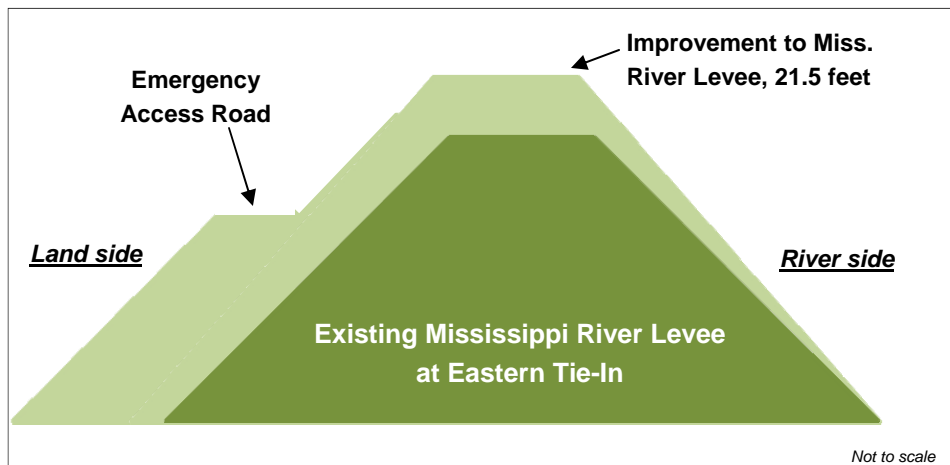 Improvement to Miss.
River Levee, 21.5 feet
Emergency
Access Road
Land side
River side
Existing Mississippi River Levee
at Eastern Tie-In
Not to scale